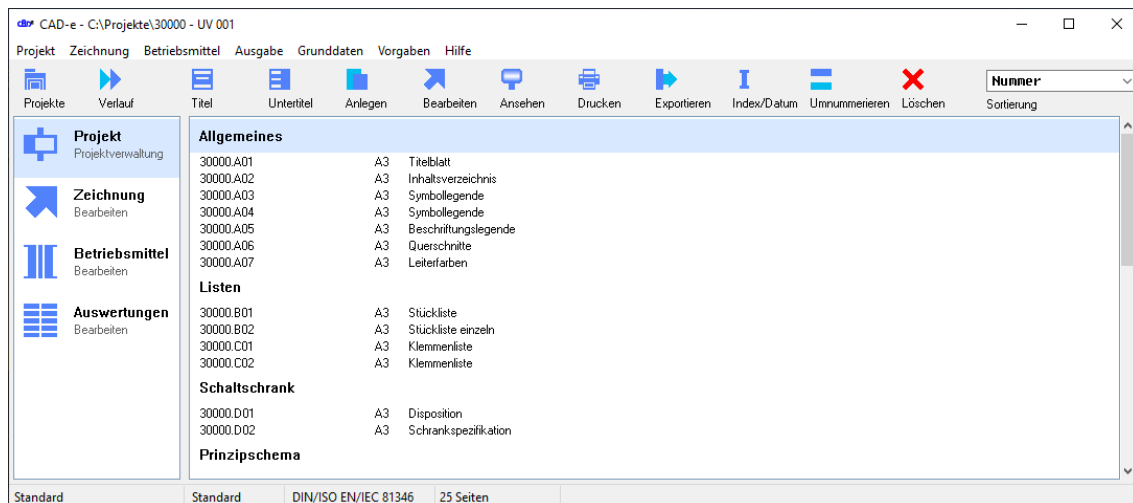 CAD-e - C:\Projekte\30000 - UV 001
Projekt Zeichnung Betriebsmittel Ausgabe Grunddaten Vorgaben Hilfe
Projekte Verlauf Titel Untertitel Anlegen Bearbeiten Ansehen Drucken Exportieren Index/Datum Umnummerieren Löschen
Nummer
Sortierung
Projekt
Projektverwaltung
Zeichnung
Bearbeiten
Betriebsmittel
Bearbeiten
Auswertungen
Bearbeiten
Allgemeines
30000.A01 A3 Titelblatt
30000.A02 A3 Inhaltsverzeichnis
30000.A03 A3 Symbollegende
30000.A04 A3 Symbollegende
30000.A05 A3 Beschriftungslegende
30000.A06 A3 Querschnitte
30000.A07 A3 Leiterfarben
Listen
30000.B01 A3 Stückliste
30000.B02 A3 Stückliste einzeln
30000.C01 A3 Klemmenliste
30000.C02 A3 Klemmenliste
Schaltschrank
30000.D01 A3 Disposition
30000.D02 A3 Schrankspezifikation
Prinzipschema
Standard Standard DIN/ISO EN/IEC 81346 25 Seiten